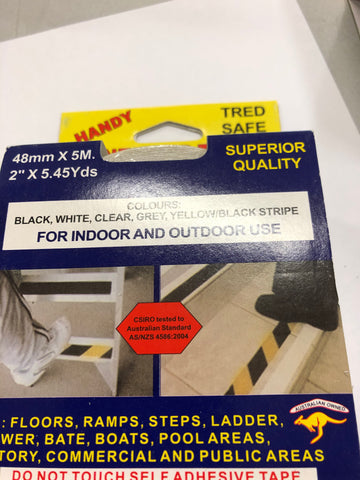 HANDY
TRED
SAFE
48mm X 5M.
2" X 5.45Yds
SUPERIOR
QUALITY
COLOURS:
BLACK, WHITE, CLEAR, GREY, YELLOW/BLACK STRIPE
FOR INDOOR AND OUTDOOR USE
CSIRO tested to
Australian Standard
AS/NZS 4586:2004
AUSTRALIAN OWNED
: FLOORS, RAMPS, STEPS, LADDER,
WER, BATE, BOATS, POOL AREAS,
TORY, COMMERCIAL AND PUBLIC AREAS
DO NOT TOUCH SELF ADHESIVE TAPE